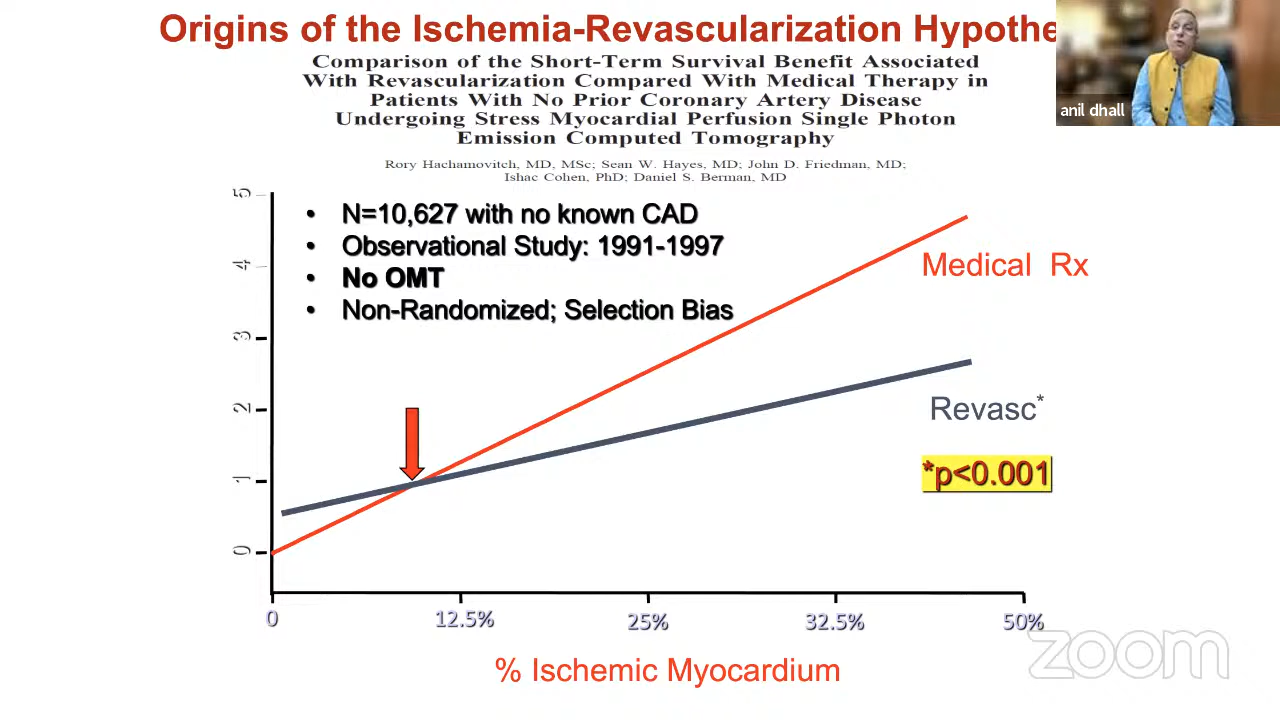 Origins of the Ischemia-Revascularization Hypothe
Comparison of the Short-Term Survival Benefit Associated
With Revascularization Compared With Medical Therapy in
Patients With No Prior Coronary Artery Disease
Undergoing Stress Myocardial Perfusion Single Photon
Emission Computed Tomography
Rory Hachamovitch, MD, MSc; Sean W. Hayes, MD; John D. Friedman, MD;
Ishac Cohen, PhD; Daniel S. Berman, MD
anil dhall
• N=10,627 with no known CAD
• Observational Study: 1991-1997
• No OMT
• Non-Randomized; Selection Bias
5
4
3
2
1
0
Medical Rx
Revasc*
*p<0.001
0 12.5% 25% 32.5% 50%
% Ischemic Myocardium
zoom